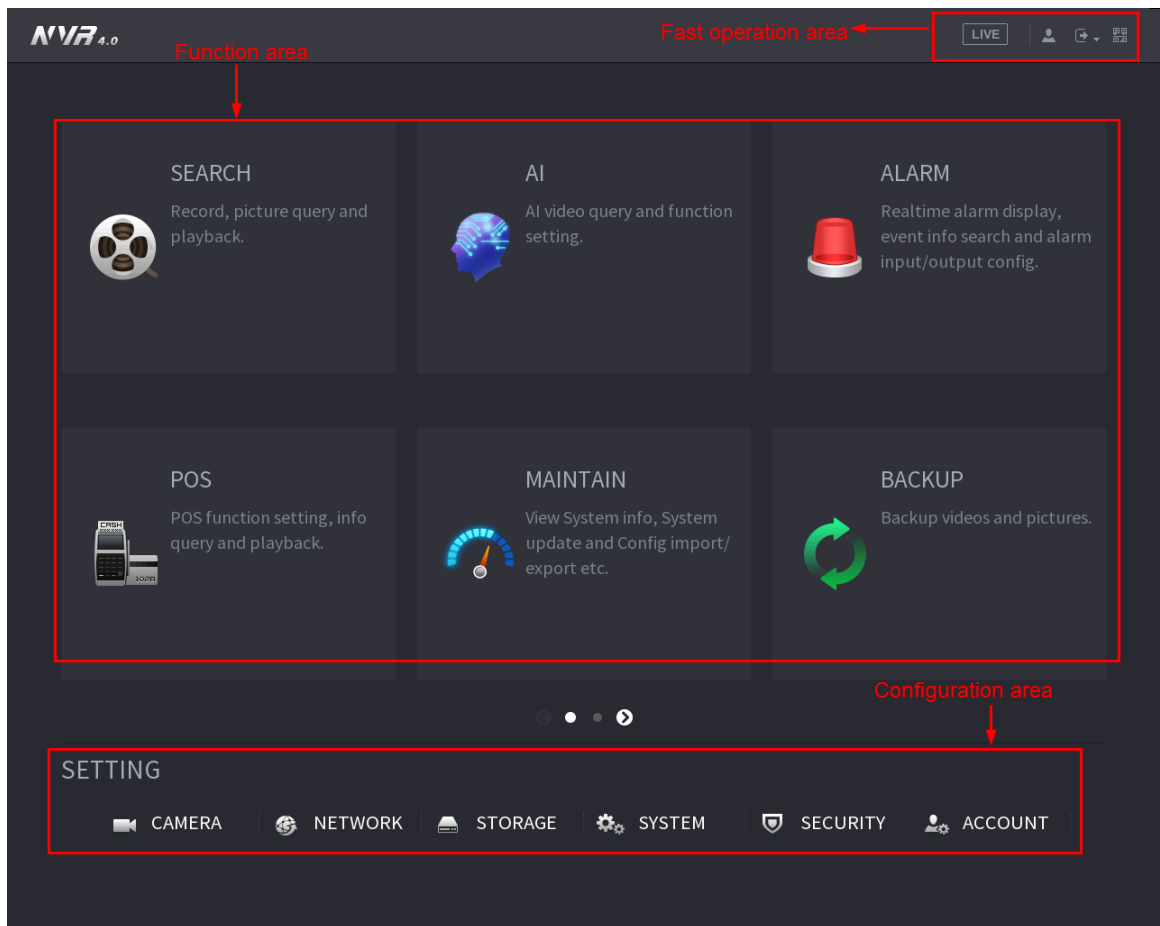 NVR 4.0
Fast operation area
LIVE
Function area
SEARCH
Record, picture query and
playback.
AI
AI video query and function
setting.
ALARM
Realtime alarm display,
event info search and alarm
input/output config.
POS
CASH
POS function setting, info
query and playback.
MAINTAIN
View System info, System
update and Config import/
export etc.
BACKUP
Backup videos and pictures.
Configuration area
SETTING
CAMERA
NETWORK
STORAGE
SYSTEM
SECURITY
ACCOUNT